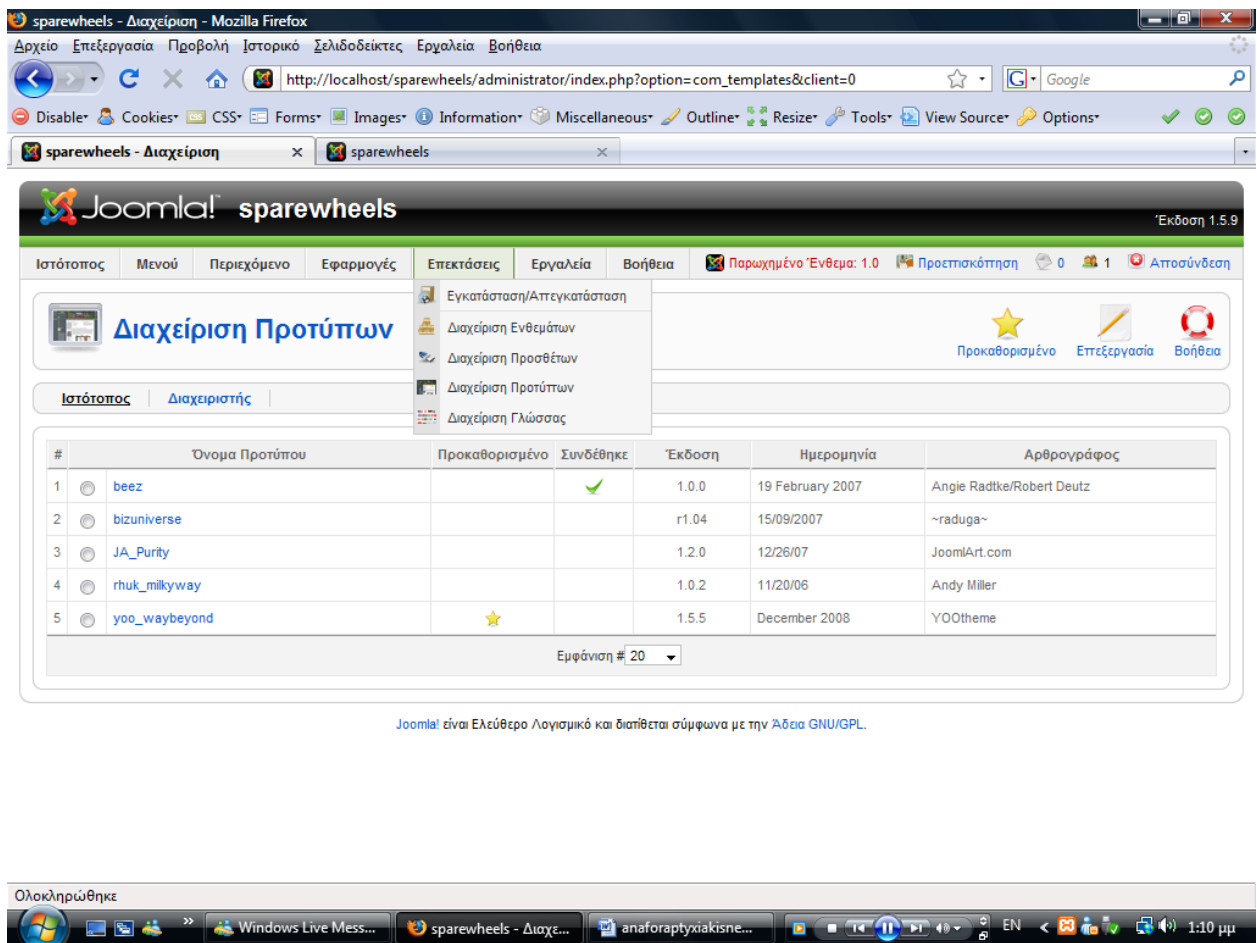 sparewheels - Διαχείριση - Mozilla Firefox
Αρχείο Επεξεργασία Προβολή Ιστορικό Σελιδοδείκτες Εργαλεία Βοήθεια
http://localhost/sparewheels/administrator/index.php?option=com_templates&client=0 G Google
Disable Cookies CSS Forms Images Information Miscellaneous Outline Resize Tools View Source Options
sparewheels - Διαχείριση sparewheels
Joomla!™ sparewheels
Έκδοση 1.5.9
Ιστότοπος Μενού Περιεχόμενο Εφαρμογές Επεκτάσεις Εργαλεία Βοήθεια Παρωχημένο Ένθεμα: 1.0 Προεπισκόπηση 0 1 Αποσύνδεση
Εγκατάσταση/Απεγκατάσταση
Διαχείριση Ενθεμάτων
Διαχείριση Προσθέτων
Διαχείριση Προτύπων
Διαχείριση Γλώσσας
Διαχείριση Προτύπων
Προκαθορισμένο Επεξεργασία Βοήθεια
Ιστότοπος Διαχειριστής
# Όνομα Προτύπου Προκαθορισμένο Συνδέθηκε Έκδοση Ημερομηνία Αρθρογράφος
1 beez 1.0.0 19 February 2007 Angie Radtke/Robert Deutz
2 bizuniverse r1.04 15/09/2007 ~raduga~
3 JA_Purity 1.2.0 12/26/07 JoomlArt.com
4 rhuk_milkyway 1.0.2 11/20/06 Andy Miller
5 yoo_waybeyond 1.5.5 December 2008 YOOtheme
Εμφάνιση # 20
Joomla! είναι Ελεύθερο Λογισμικό και διατίθεται σύμφωνα με την Άδεια GNU/GPL.
Ολοκληρώθηκε
Windows Live Mess... sparewheels - Διαχε... anaforaptyxiakisne... EN 1:10 μμ